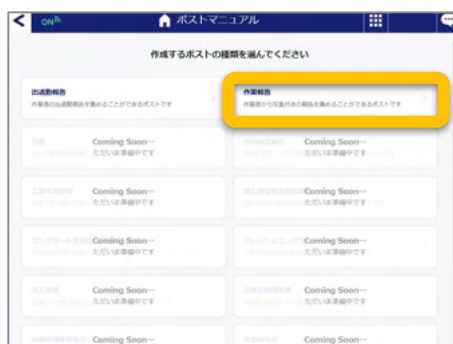 ON
ポストマニュアル
作成するポストの種類を選んでください
出退勤報告
作業者の出退勤報告を集めることができるポストです
作業報告
作業者から写真付きの報告を集めることができるポストです
Coming Soon…
ただいま準備中です
Coming Soon…
ただいま準備中です
Coming Soon…
ただいま準備中です
Coming Soon…
ただいま準備中です
Coming Soon…
ただいま準備中です
Coming Soon…
ただいま準備中です
Coming Soon…
ただいま準備中です
Coming Soon…
ただいま準備中です
Coming Soon…
Coming Soon…